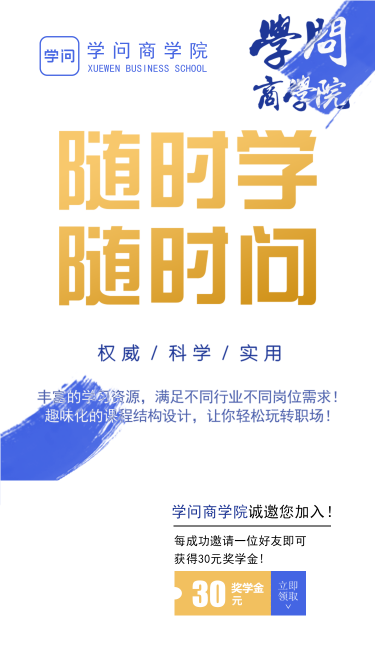 学问
学问商学院
XUEWEN BUSINESS SCHOOL
學问
商學院
随时学
随时问
权威 / 科学 / 实用
丰富的学习资源，满足不同行业不同岗位需求！
趣味化的课程结构设计，让你轻松玩转职场！
学问商学院诚邀您加入！
每成功邀请一位好友即可
获得30元奖学金！
30 奖学金
元
立即
领取